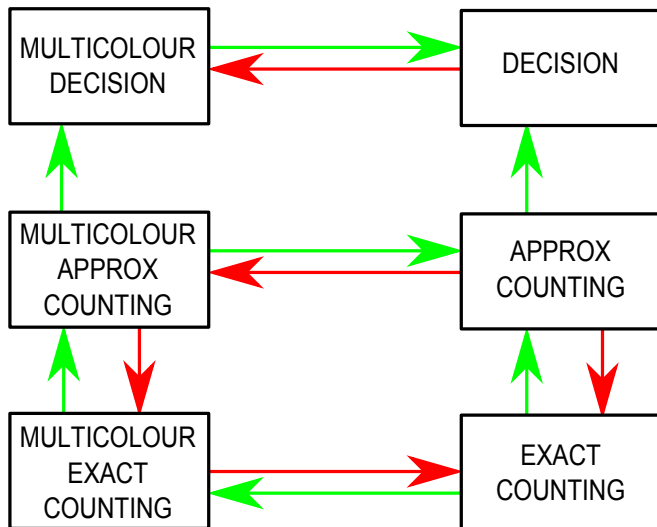 MULTICOLOUR
DECISION
DECISION
MULTICOLOUR
APPROX
COUNTING
APPROX
COUNTING
MULTICOLOUR
EXACT
COUNTING
EXACT
COUNTING